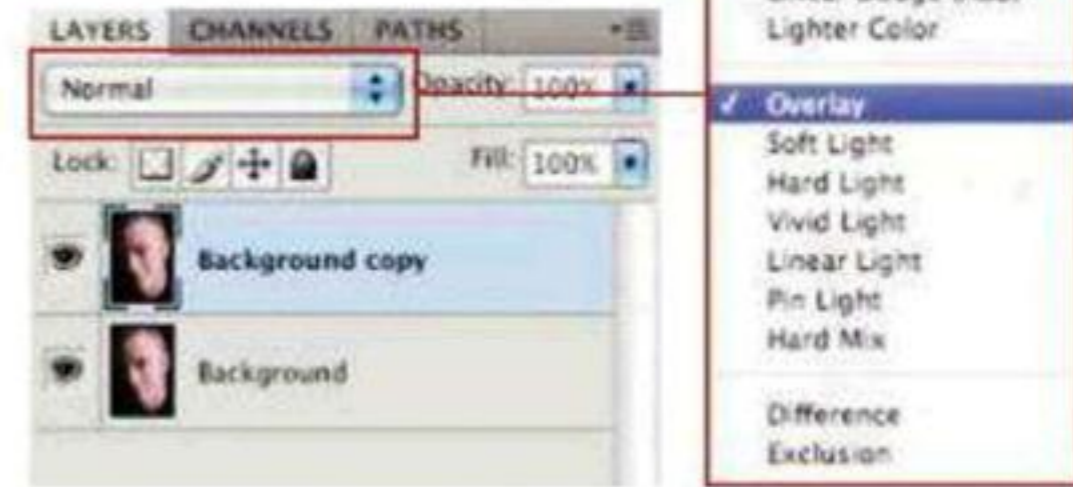 LAYERS CHANNELS PATHS
Normal Opacity: 100%
Lock: Fill: 100%
Background copy
Background
Lighter Color
Overlay
Soft Light
Hard Light
Vivid Light
Linear Light
Pin Light
Hard Mix
Difference
Exclusion